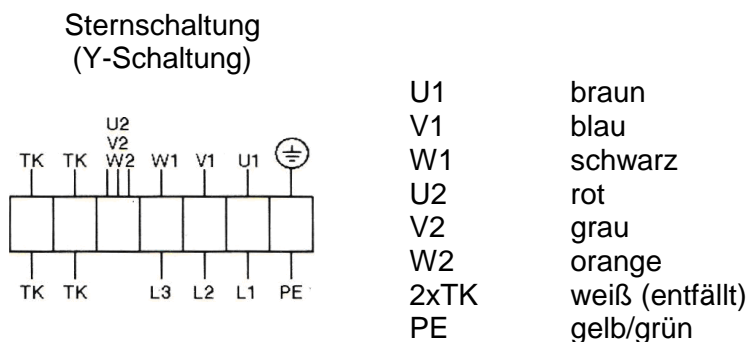 Sternschaltung
(Y-Schaltung)
U2
V2
TK TK W2 W1 V1 U1
TK TK L3 L2 L1 PE
U1 braun
V1 blau
W1 schwarz
U2 rot
V2 grau
W2 orange
2xTK weiß (entfällt)
PE gelb/grün